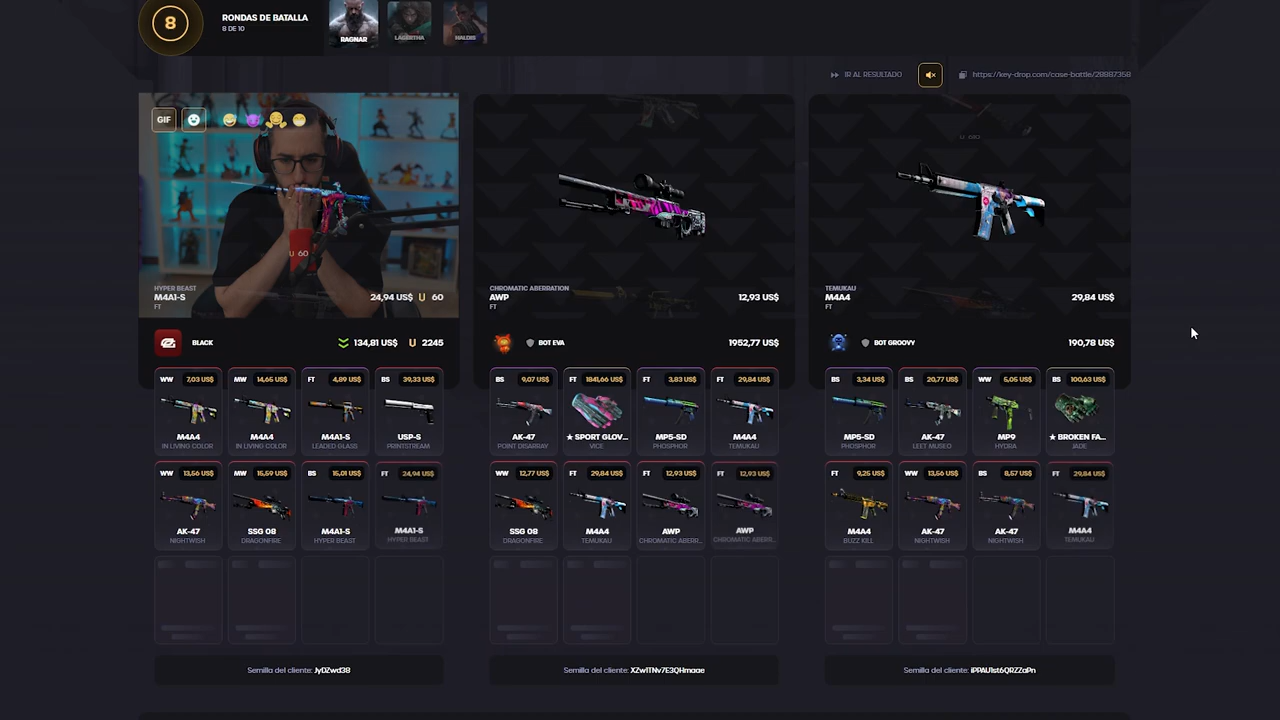 8
RONDAS DE BATALLA
8 DE 10
RAGNAR
LAGERTHA
HALDIS
IR AL RESULTADO
https://key-drop.com/case-battle/28887358
GIF
60
HYPER BEAST
M4A1-S
FT
24,94 US$ 60
CHROMATIC ABERRATION
AWP
FT
12,93 US$
TEMUKAU
M4A4
FT
29,84 US$
BLACK
134,81 US$ 2245
BOT EVA
1952,77 US$
BOT GROOVY
190,78 US$
WW 7,03 US$
M4A4
IN LIVING COLOR
MW 14,65 US$
M4A4
IN LIVING COLOR
FT 4,89 US$
M4A1-S
LEADED GLASS
BS 39,33 US$
USP-S
PRINTSTREAM
BS 9,07 US$
AK-47
POINT DISARRAY
FT 1841,66 US$
★ SPORT GLOV...
VICE
FT 3,83 US$
MP5-SD
PHOSPHOR
FT 29,84 US$
M4A4
TEMUKAU
BS 3,34 US$
MP5-SD
PHOSPHOR
BS 20,77 US$
AK-47
LEET MUSEO
WW 5,05 US$
MP9
HYDRA
BS 100,63 US$
★ BROKEN FA...
JADE
WW 13,56 US$
AK-47
NIGHTWISH
MW 15,59 US$
SSG 08
DRAGONFIRE
BS 15,01 US$
M4A1-S
HYPER BEAST
FT 24,94 US$
M4A1-S
HYPER BEAST
WW 12,77 US$
SSG 08
DRAGONFIRE
FT 29,84 US$
M4A4
TEMUKAU
FT 12,93 US$
AWP
CHROMATIC ABERR...
FT 12,93 US$
AWP
CHROMATIC ABERR...
FT 9,25 US$
M4A4
BUZZ KILL
WW 13,56 US$
AK-47
NIGHTWISH
BS 8,57 US$
AK-47
NIGHTWISH
FT 29,84 US$
M4A4
TEMUKAU
Semilla del cliente: JyDZwd38
Semilla del cliente: XZw1TNv7E3QHmaae
Semilla del cliente: iPPAU1st6QRZZaPn